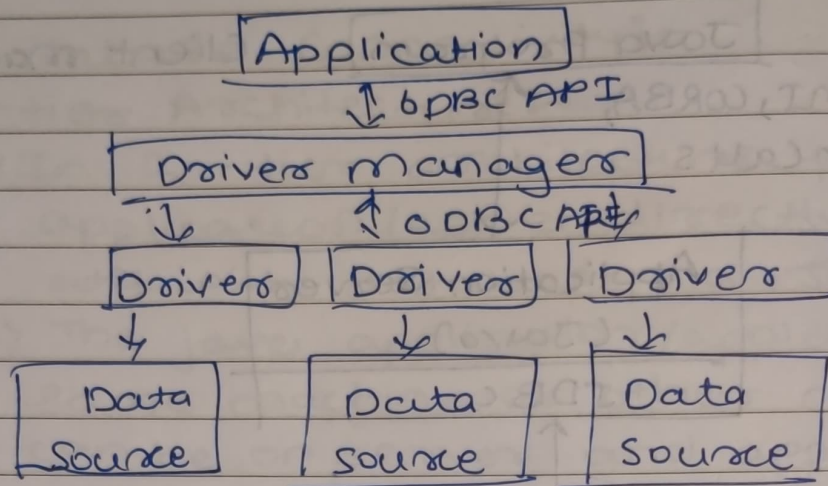 Application
ODBC API
Driver manager
ODBC API
Driver Driver Driver
Data Data Data
Source Source Source